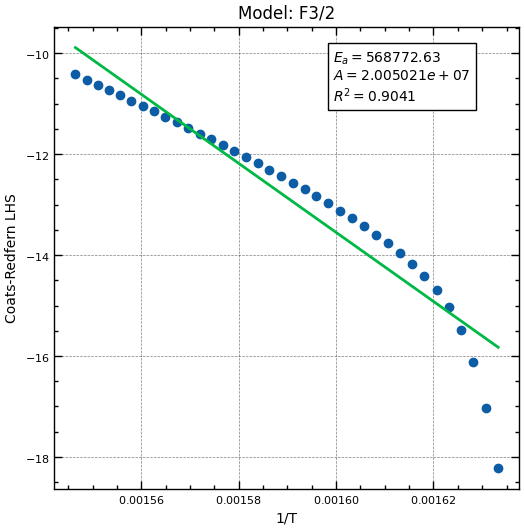 Model: F3/2
E_a = 568772.63
A = 2.005021e + 07
R^2 = 0.9041
Coats-Redfern LHS
−10
−12
−14
−16
−18
0.00156 0.00158 0.00160 0.00162
1/T